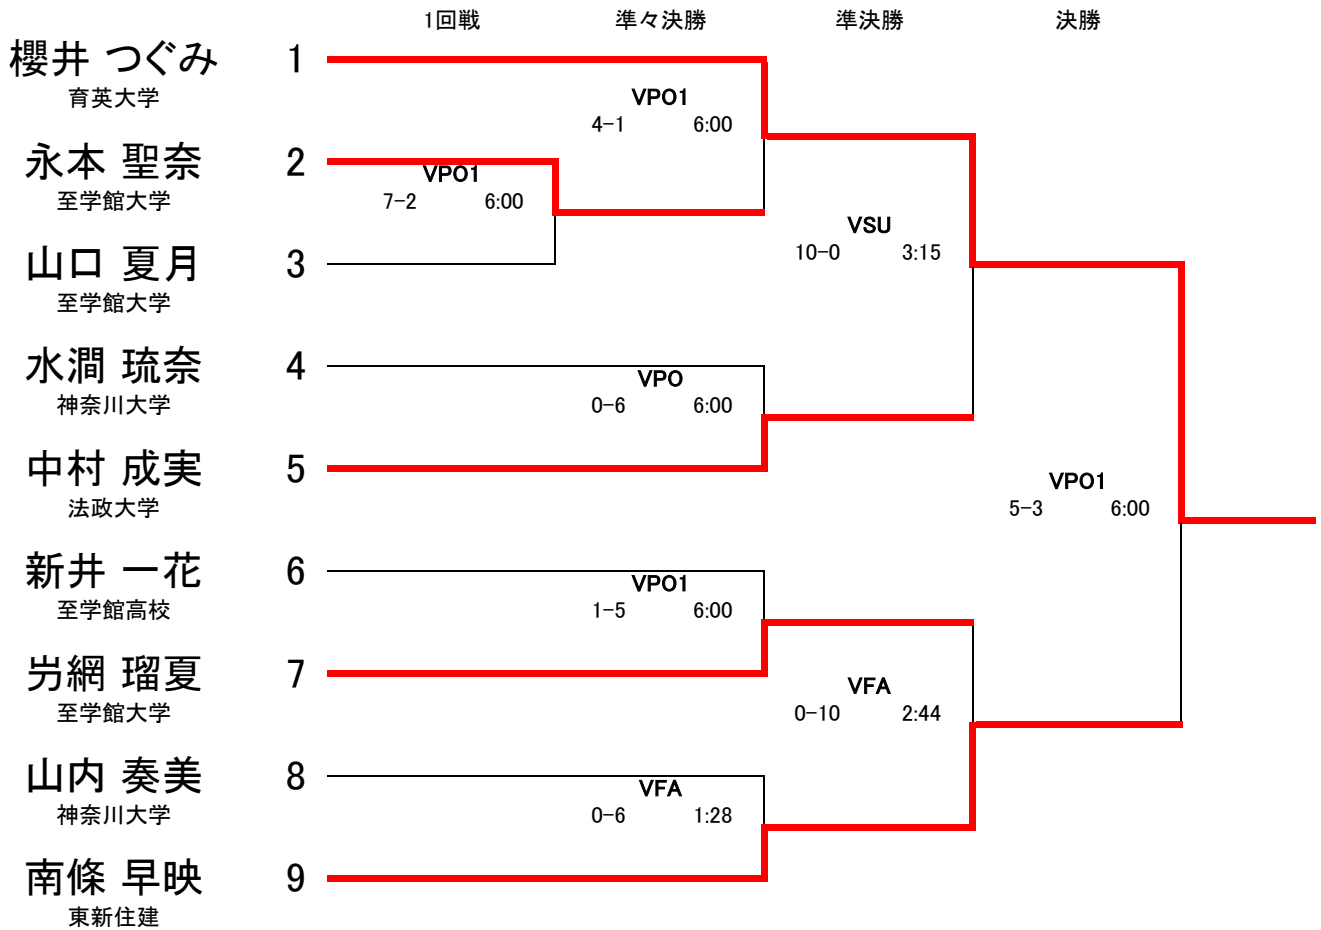 1回戦 準々決勝 準決勝 決勝
櫻井 つぐみ 1
育英大学
VPO1
4-1 6:00
永本 聖奈 2
至学館大学
VPO1
7-2 6:00
山口 夏月 3
至学館大学
VSU
10-0 3:15
水澗 琉奈 4
神奈川大学
VPO
0-6 6:00
中村 成実 5
法政大学
VPO1
5-3 6:00
新井 一花 6
至学館高校
VPO1
1-5 6:00
屶網 瑠夏 7
至学館大学
VFA
0-10 2:44
山内 奏美 8
神奈川大学
VFA
0-6 1:28
南條 早映 9
東新住建